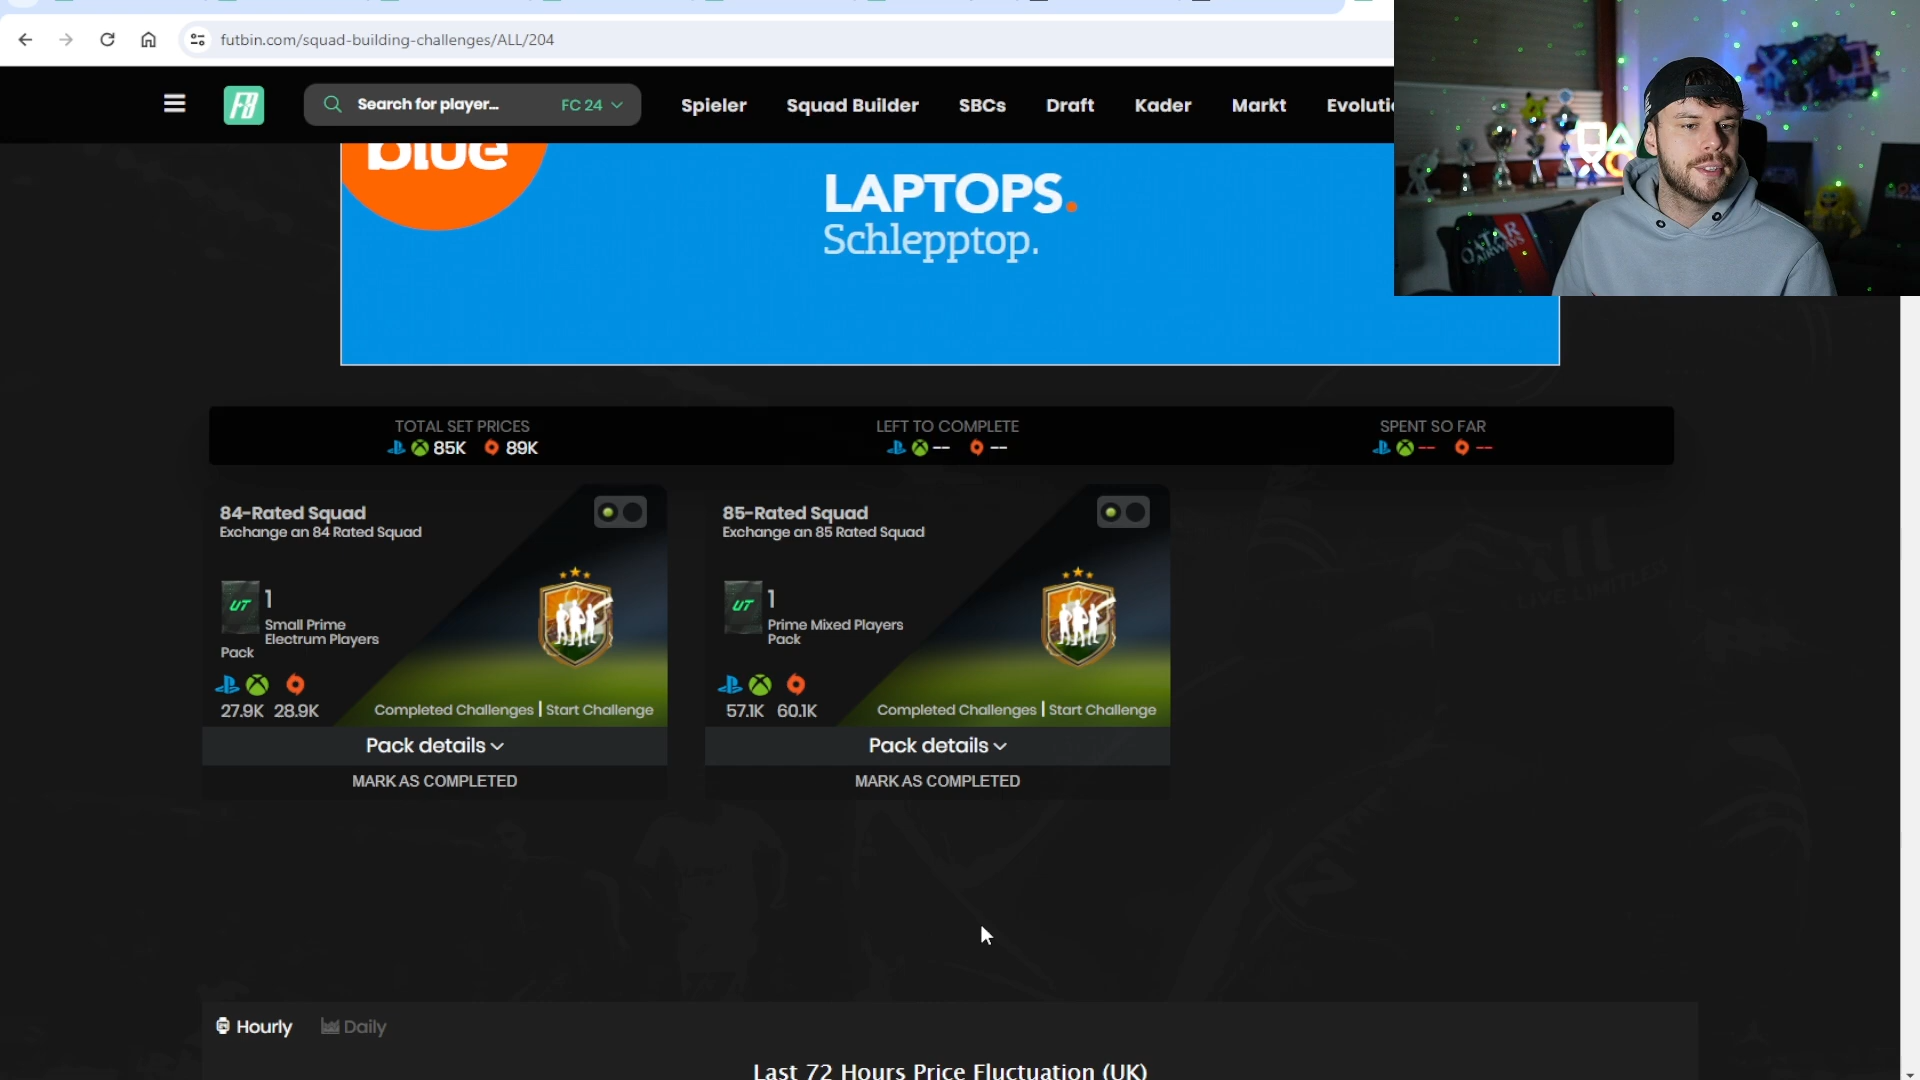 futbin.com/squad-building-challenges/ALL/204
Search for player... FC 24
Spieler Squad Builder SBCs Draft Kader Markt
blue
LAPTOPS.
Schlepptop.
QATAR
AIRWAYS
TOTAL SET PRICES
85K 89K
LEFT TO COMPLETE
-- --
SPENT SO FAR
-- --
84-Rated Squad
Exchange an 84 Rated Squad
UT 1
Small Prime
Electrum Players
Pack
27.9K 28.9K
Completed Challenges | Start Challenge
Pack details
MARK AS COMPLETED
85-Rated Squad
Exchange an 85 Rated Squad
UT 1
Prime Mixed Players
Pack
57.1K 60.1K
Completed Challenges | Start Challenge
Pack details
MARK AS COMPLETED
LIVE LIMITLESS
Hourly Daily
Last 72 Hours Price Fluctuation (UK)